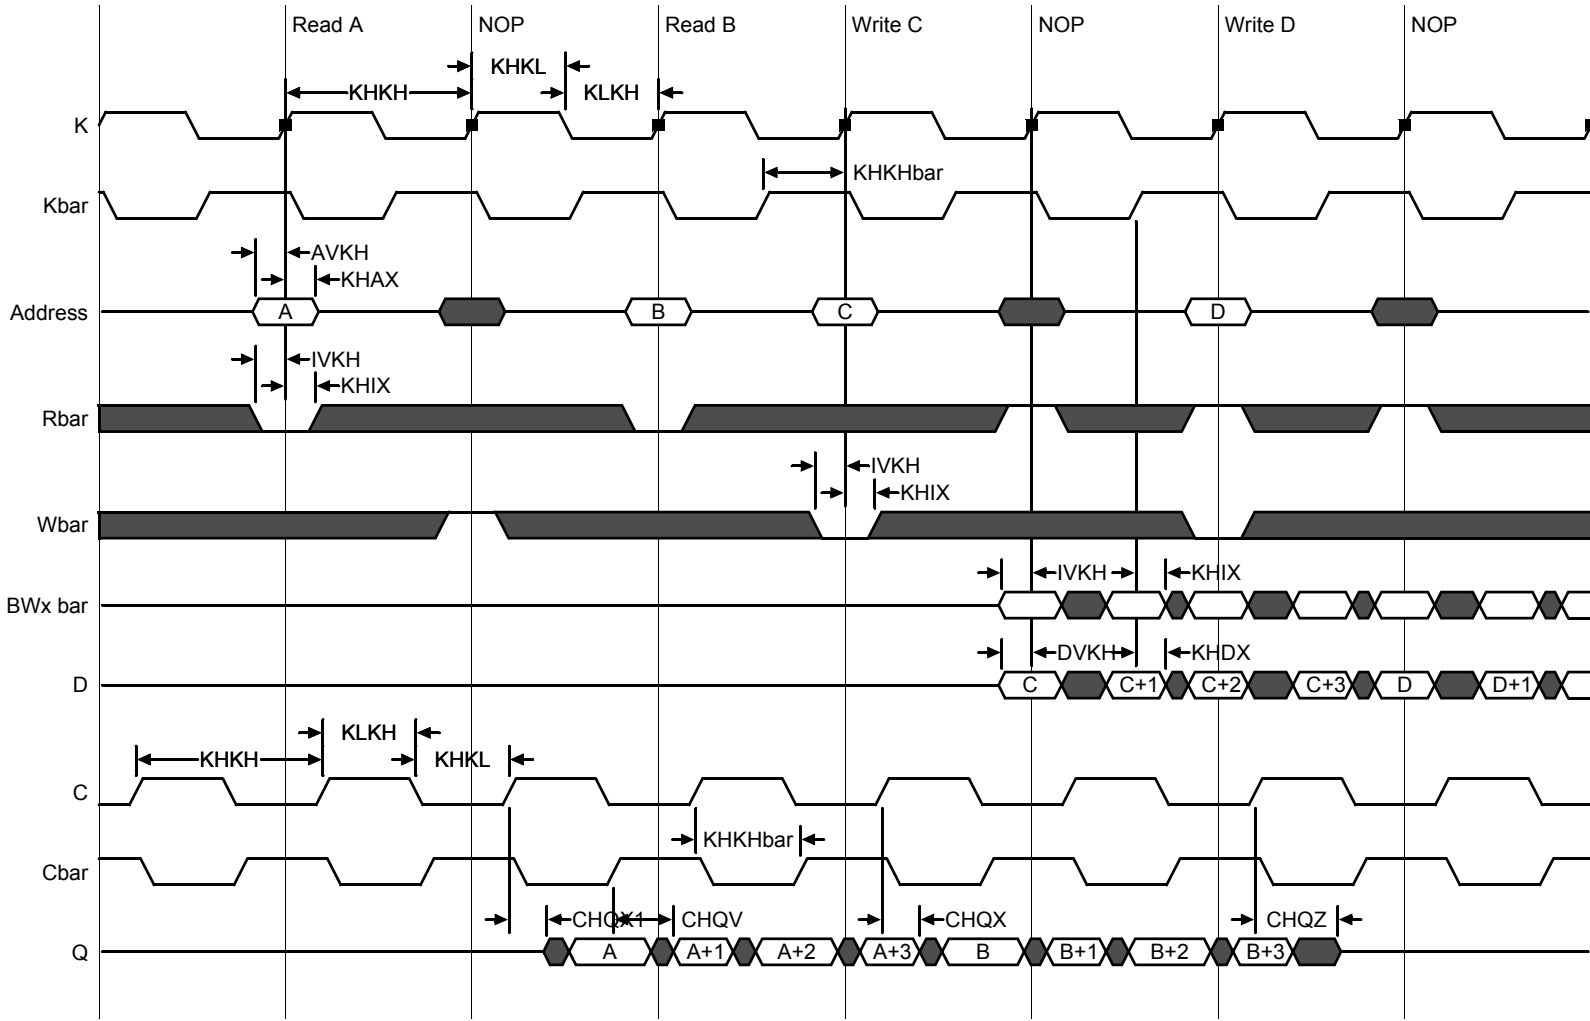 Read A NOP Read B Write C NOP Write D NOP
KHKL
KHKH KLKH
K
KHKHbar
Kbar
AVKH
KHAX
Address A B C D
IVKH
KHIX
Rbar
IVKH
KHIX
Wbar
IVKH KHIX
BWx bar
DVKH KHDX
D C C+1 C+2 C+3 D D+1
KLKH
KHKH KHKL
C
KHKHbar
Cbar
CHQX1 CHQV CHQX CHQZ
Q A A+1 A+2 A+3 B B+1 B+2 B+3